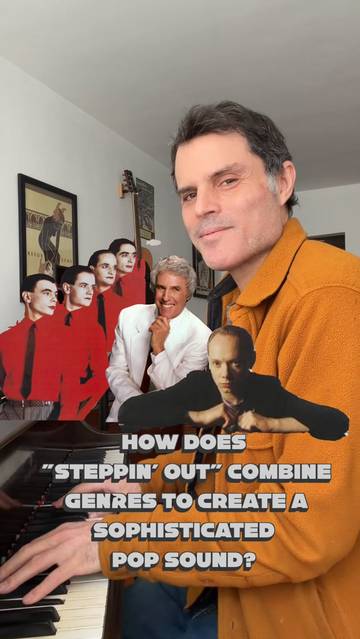 HOW DOES
"STEPPIN' OUT" COMBINE
GENRES TO CREATE A
SOPHISTICATED
POP SOUND?